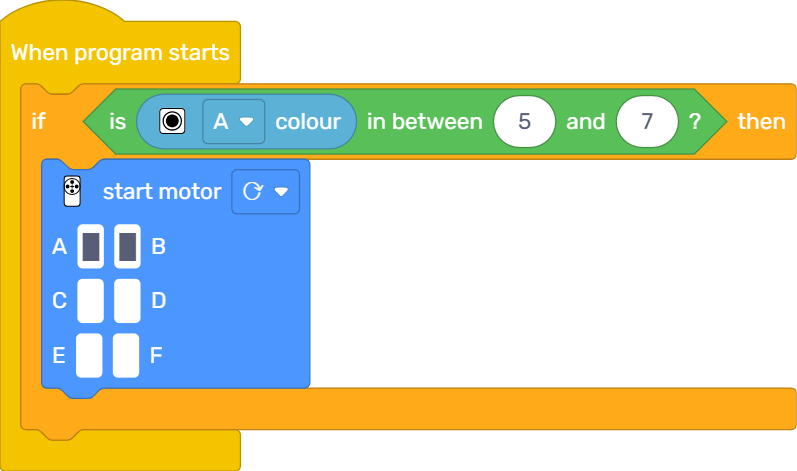 When program starts
if is A colour in between 5 and 7 ? then
start motor
A B
C D
E F